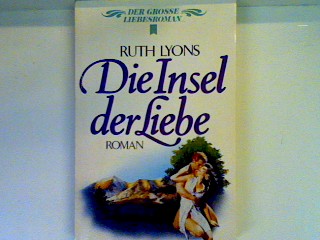 DER GROSSE
LIEBESROMAN
RUTH LYONS
Die Insel
der Liebe
ROMAN